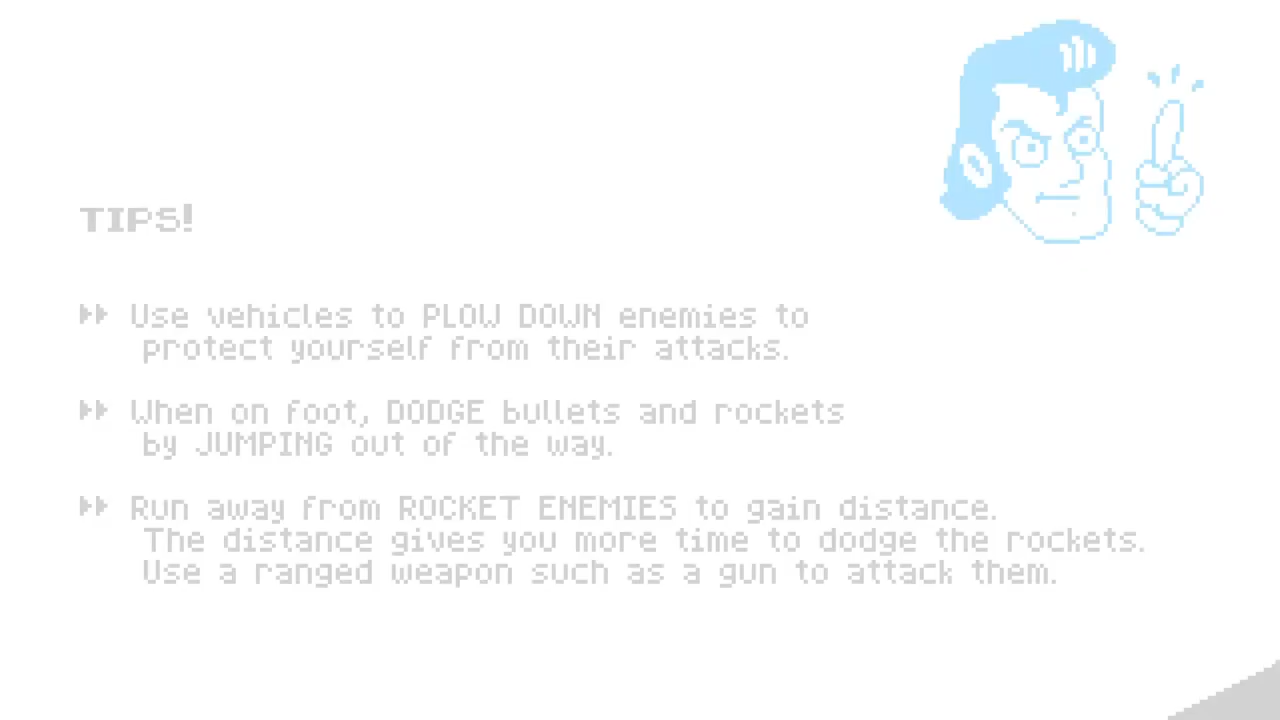 TIPS!
Use vehicles to PLOW DOWN enemies to
protect yourself from their attacks.
When on foot, DODGE bullets and rockets
by JUMPING out of the way.
Run away from ROCKET ENEMIES to gain distance.
The distance gives you more time to dodge the rockets.
Use a ranged weapon such as a gun to attack them.